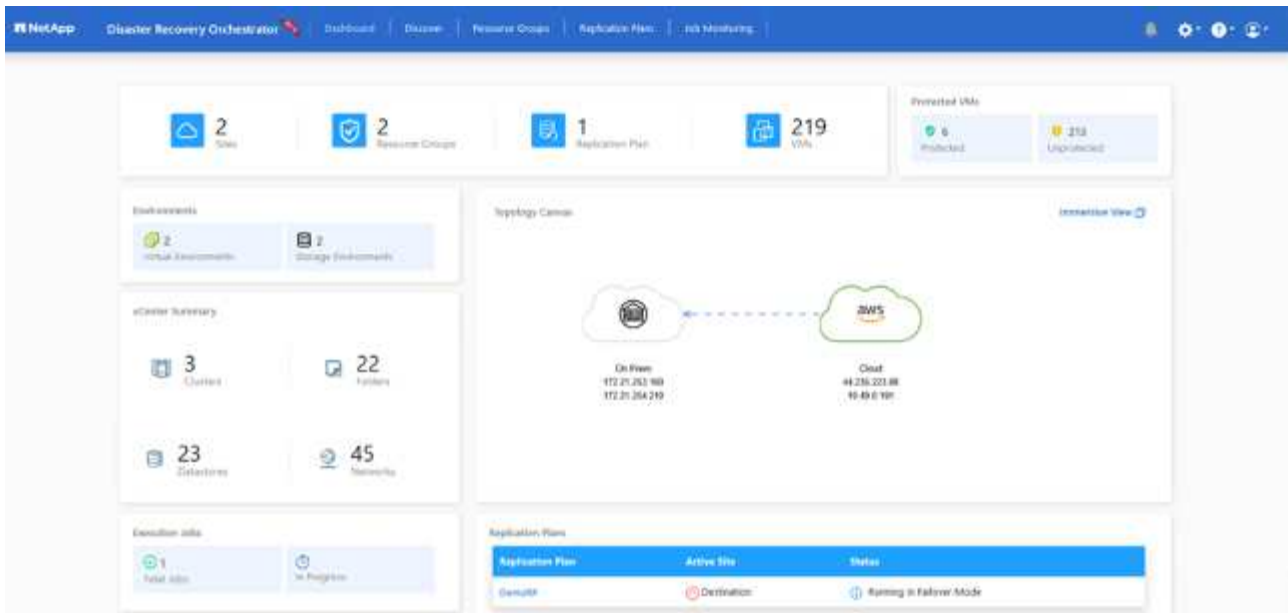 NetApp Disaster Recovery Orchestrator Dashboard Discover Resource Groups Replication Plans Job Monitoring
2
Sites
2
Resource Groups
1
Replication Plan
219
VMs
Protected VMs
6
Protected
213
Unprotected
Environments
2
Virtual Environments
2
Storage Environments
Topology Canvas
Immersive View
vCenter Summary
3
Clusters
22
Folders
23
Datastores
45
Networks
aws
On Prem
Cloud
Execution Jobs
1
Total Jobs
In Progress
Replication Plans
Replication Plan Active Site Status
DemoRP Destination Running In Failover Mode